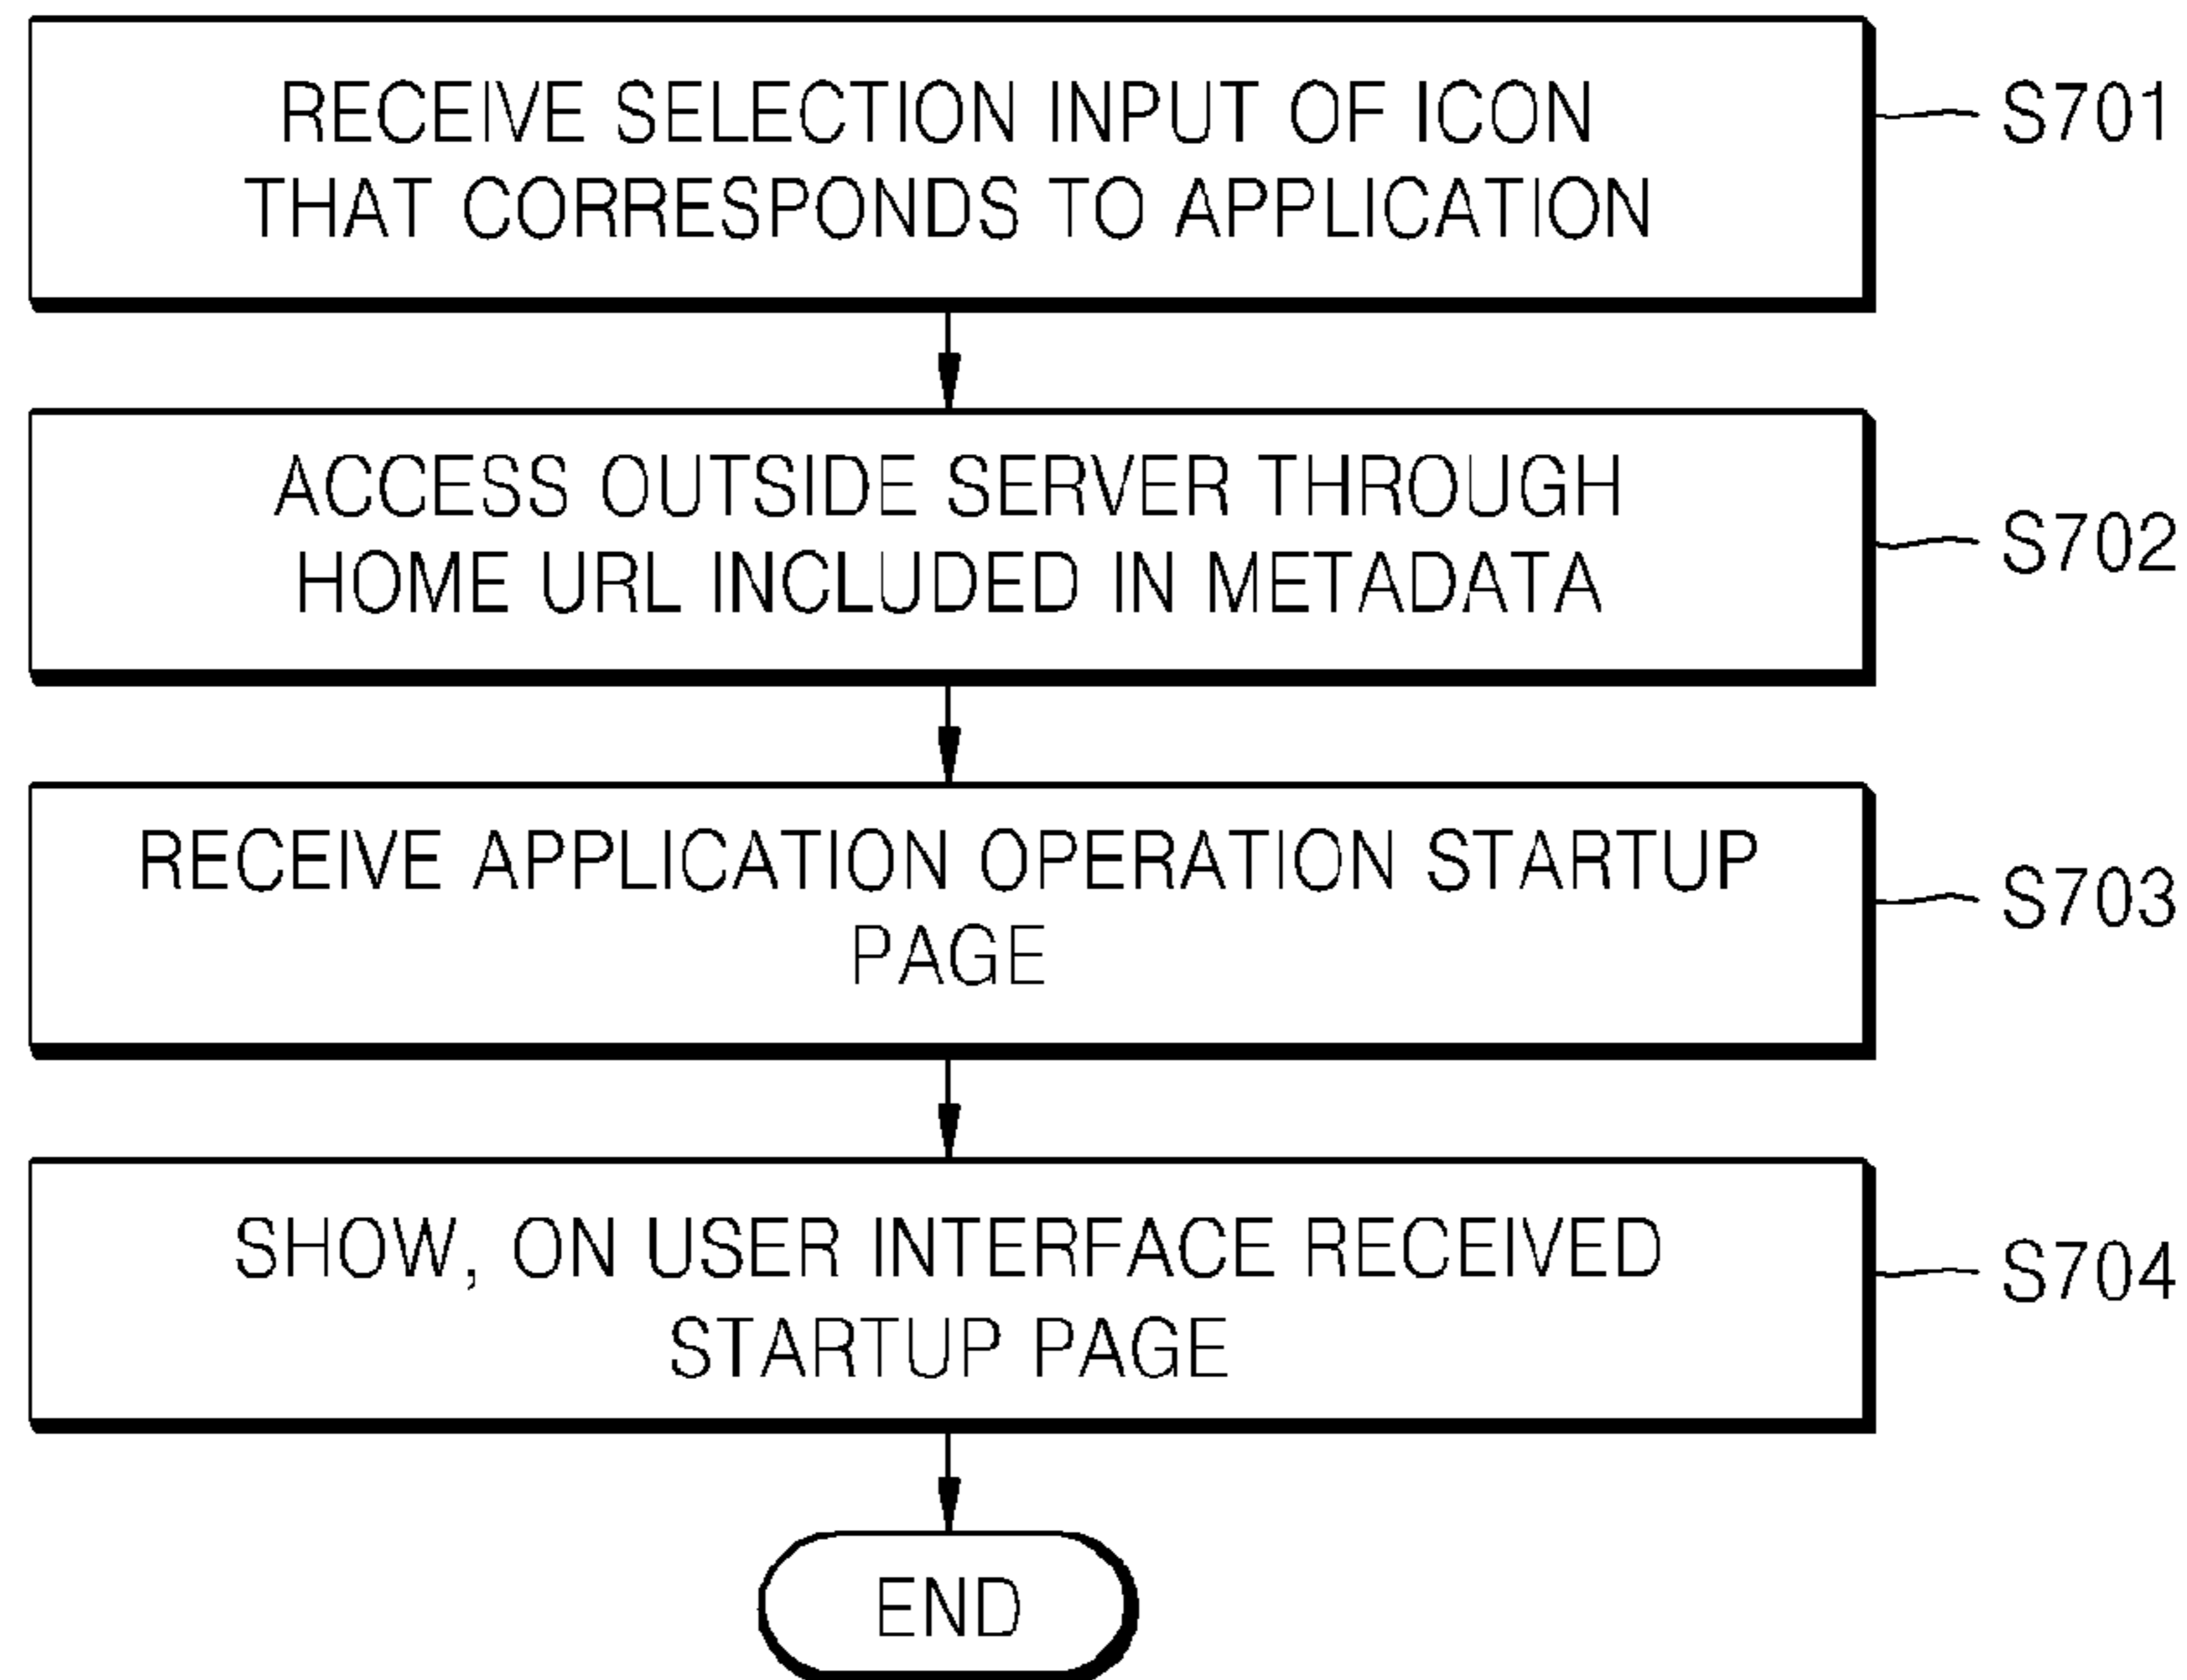 RECEIVE SELECTION INPUT OF ICON
THAT CORRESPONDS TO APPLICATION
S701
ACCESS OUTSIDE SERVER THROUGH
HOME URL INCLUDED IN METADATA
S702
RECEIVE APPLICATION OPERATION STARTUP
PAGE
S703
SHOW, ON USER INTERFACE RECEIVED
STARTUP PAGE
S704
END